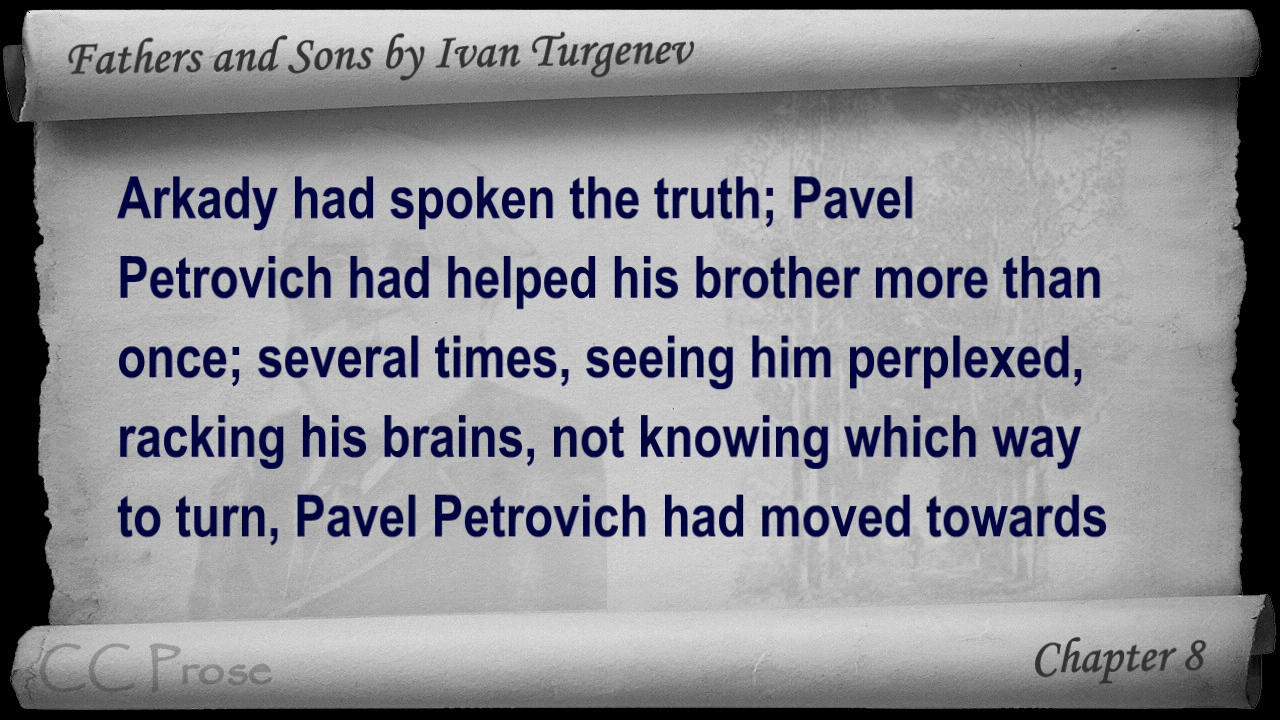 Fathers and Sons by Ivan Turgenev
Arkady had spoken the truth; Pavel
Petrovich had helped his brother more than
once; several times, seeing him perplexed,
racking his brains, not knowing which way
to turn, Pavel Petrovich had moved towards
CC Prose
Chapter 8